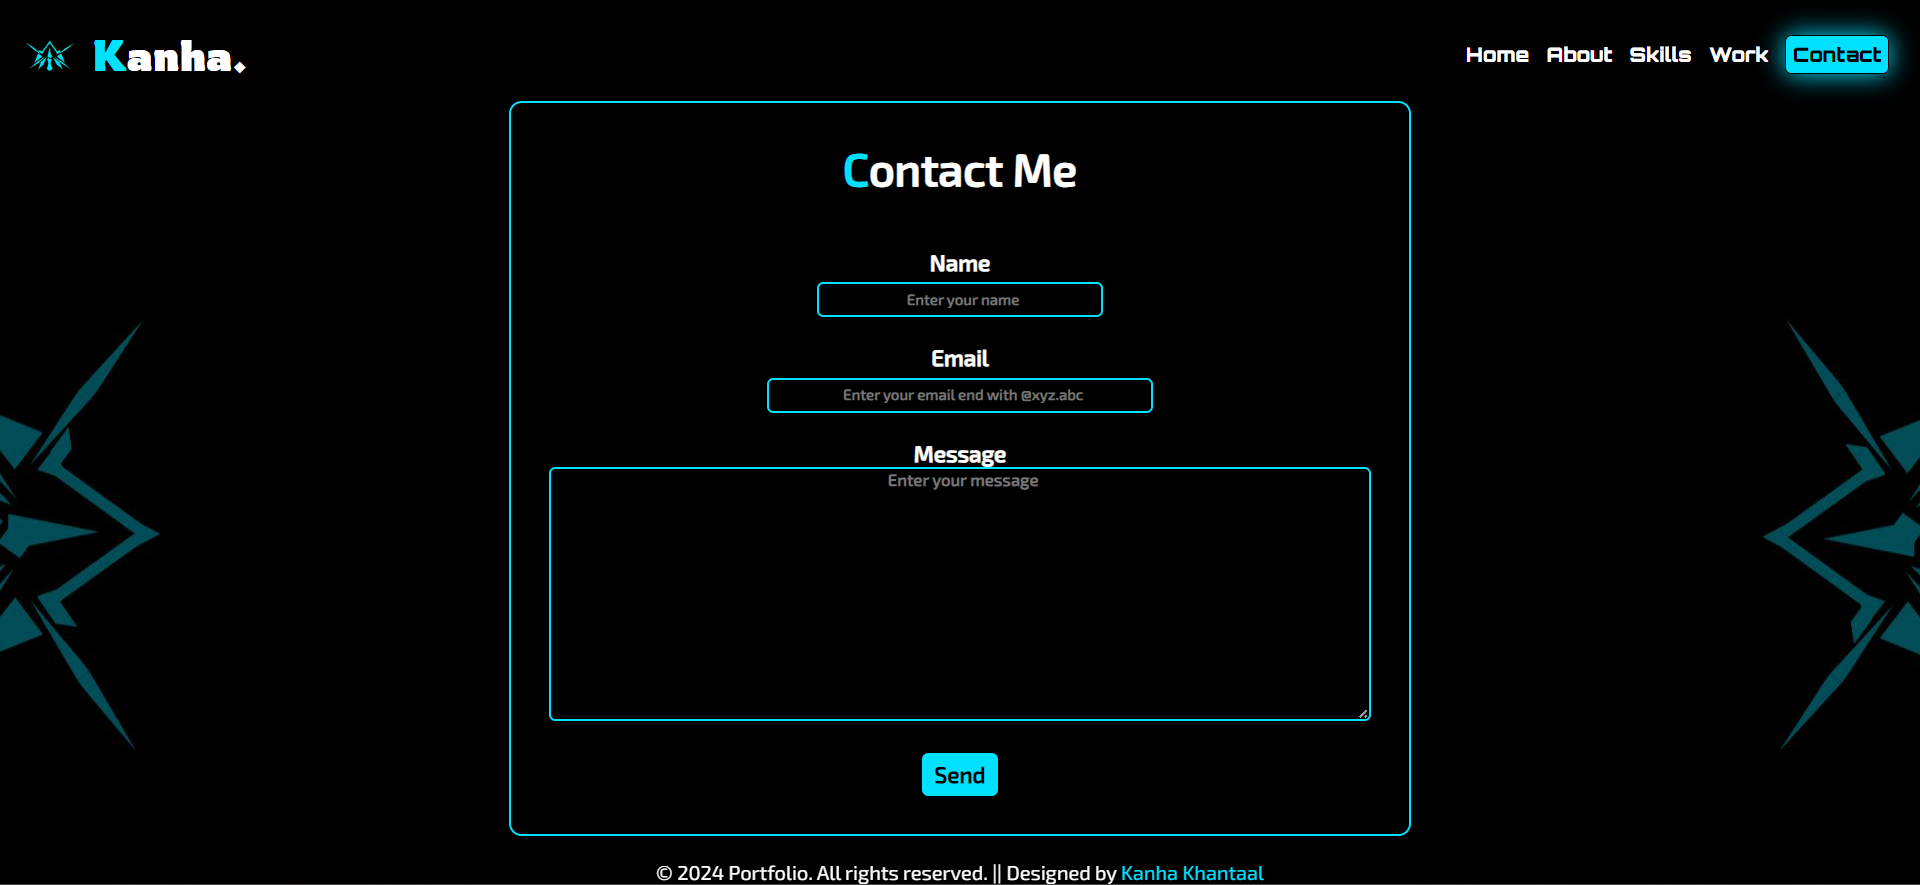 Kanha.
Home About Skills Work Contact
Contact Me
Name
Enter your name
Email
Enter your email end with @xyz.abc
Message
Enter your message
Send
© 2024 Portfolio. All rights reserved. || Designed by Kanha Khantaal